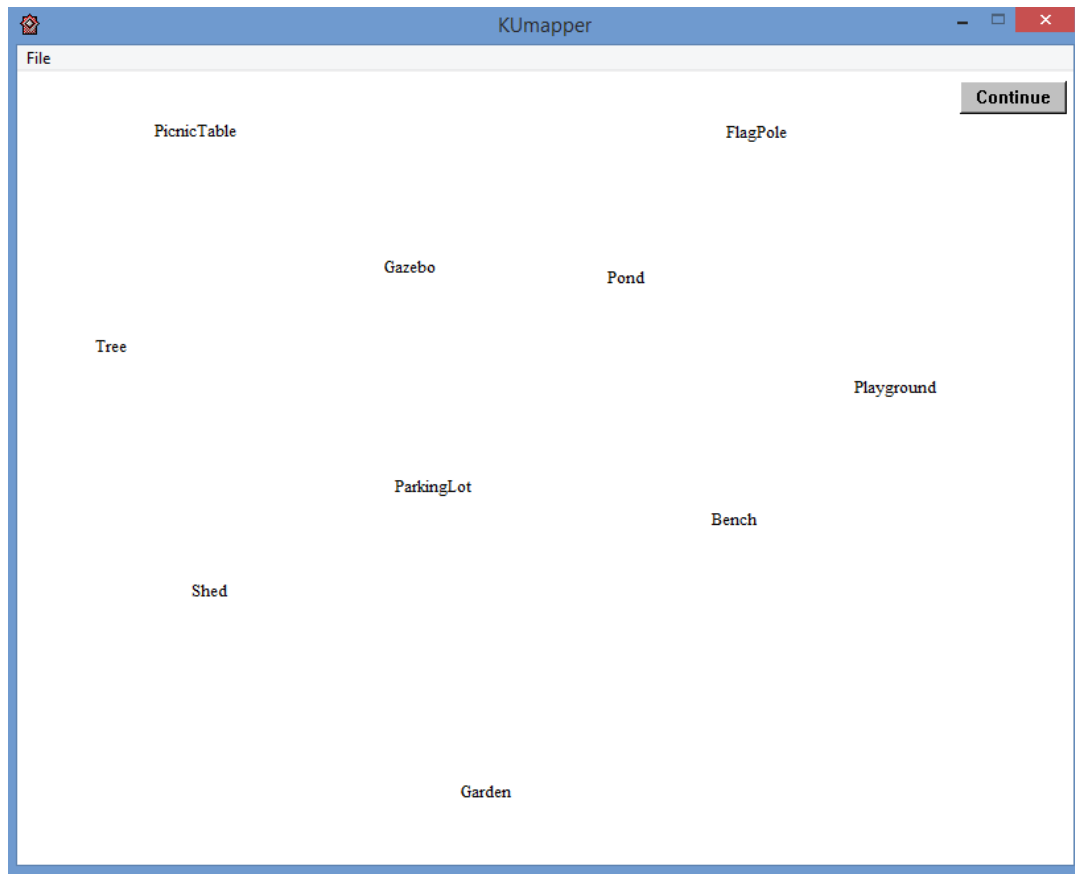 KUmapper
File
Continue
PicnicTable
FlagPole
Gazebo
Pond
Tree
Playground
ParkingLot
Bench
Shed
Garden